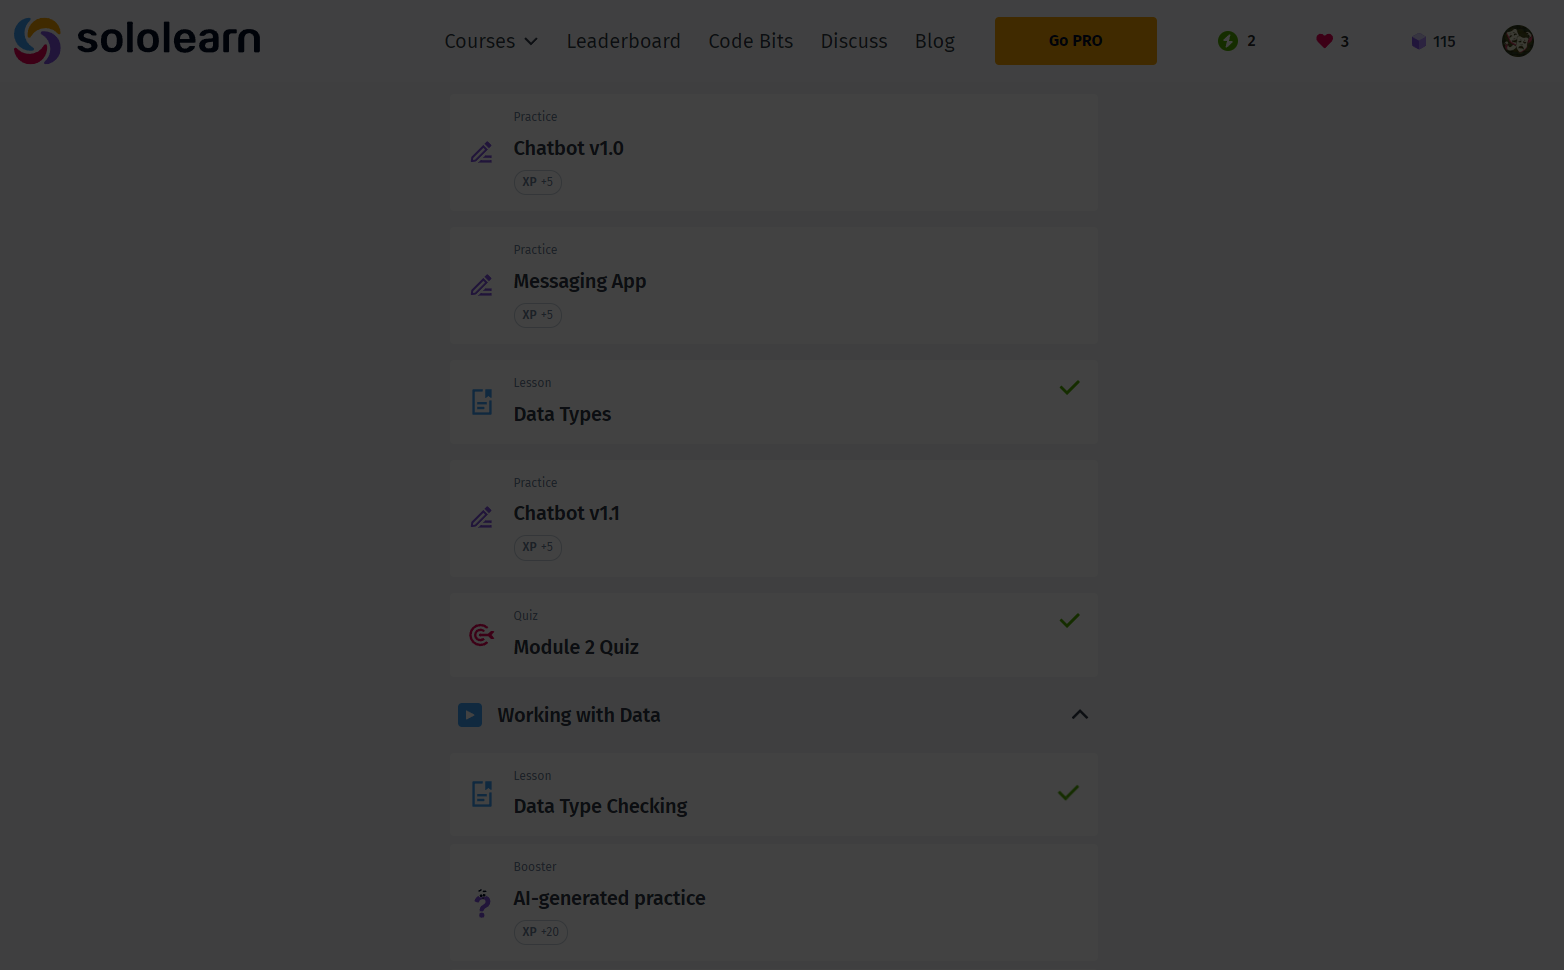 sololearn
Courses
Leaderboard
Code Bits
Discuss
Blog
Go PRO
2
3
115
Practice
Chatbot v1.0
XP +5
Practice
Messaging App
XP +5
Lesson
Data Types
Practice
Chatbot v1.1
XP +5
Quiz
Module 2 Quiz
Working with Data
Lesson
Data Type Checking
Booster
AI-generated practice
XP +20